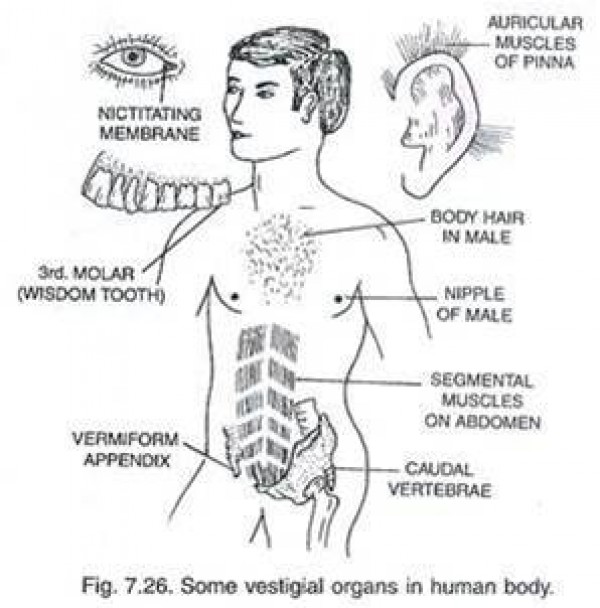 AURICULAR
MUSCLES
OF PINNA
NICTITATING
MEMBRANE
BODY HAIR
IN MALE
3rd. MOLAR
(WISDOM TOOTH)
NIPPLE
OF MALE
SEGMENTAL
MUSCLES
ON ABDOMEN
VERMIFORM
APPENDIX
CAUDAL
VERTEBRAE
Fig. 7.26. Some vestigial organs in human body.